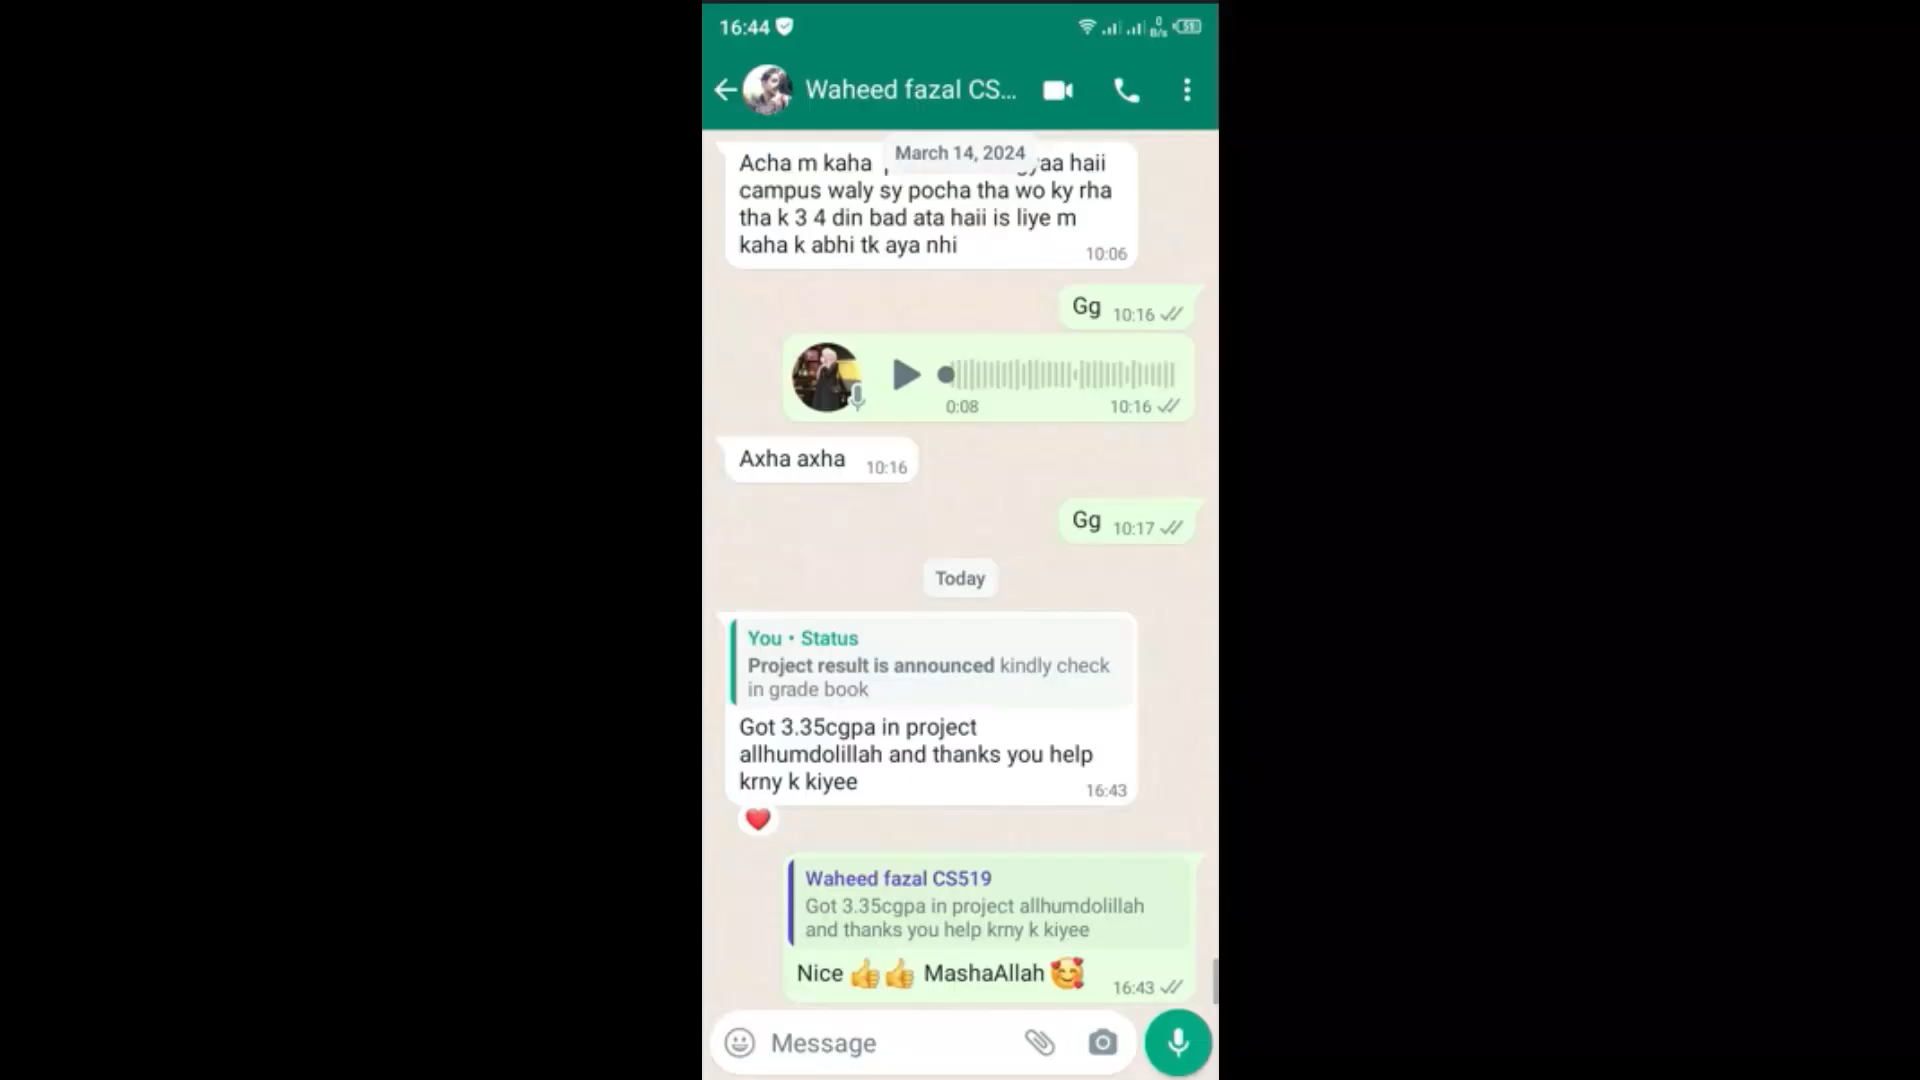 16:44
0
B/s
51
Waheed fazal CS...
March 14, 2024
Acha m kaha haii
campus waly sy pocha tha wo ky rha
tha k 3 4 din bad ata haii is liye m
kaha k abhi tk aya nhi
10:06
Gg 10:16
0:08 10:16
Axha axha 10:16
Gg 10:17
Today
You • Status
Project result is announced kindly check
in grade book
Got 3.35cgpa in project
allhumdolillah and thanks you help
krny k kiyee
16:43
Waheed fazal CS519
Got 3.35cgpa in project allhumdolillah
and thanks you help krny k kiyee
Nice 👍👍 MashaAllah 🥰
16:43
Message